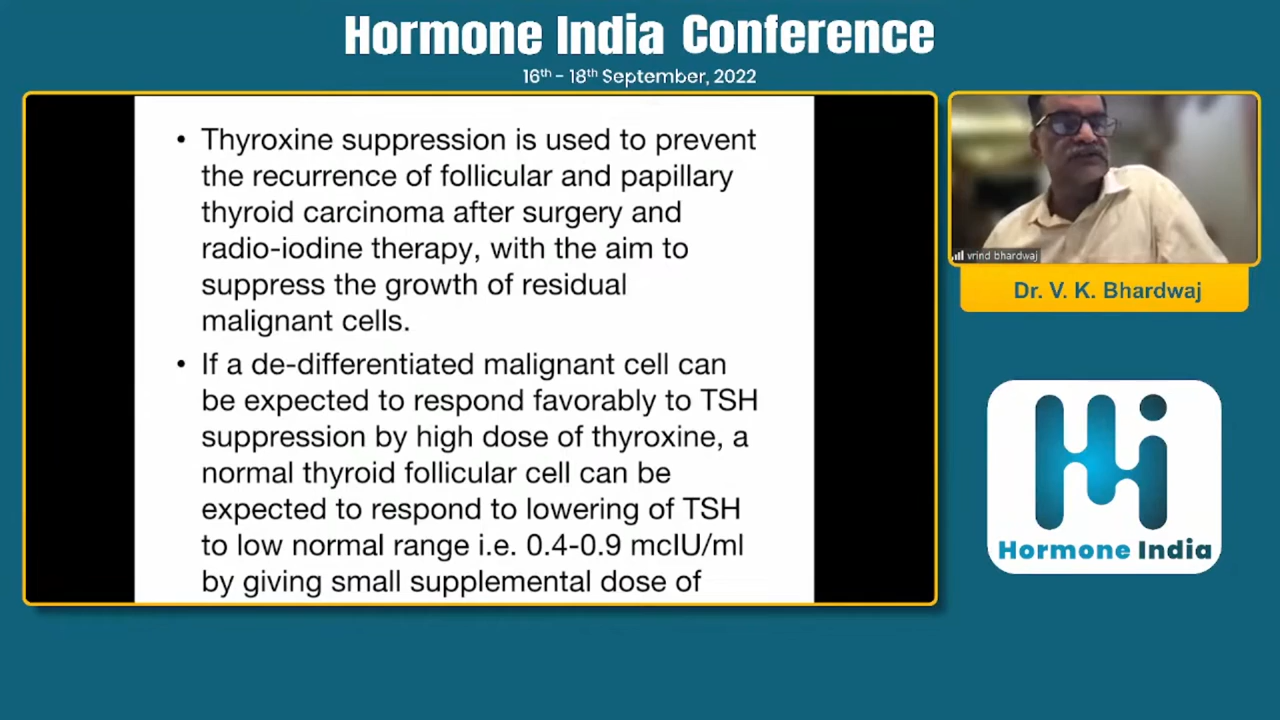 Hormone India Conference
16th - 18th September, 2022
• Thyroxine suppression is used to prevent
the recurrence of follicular and papillary
thyroid carcinoma after surgery and
radio-iodine therapy, with the aim to
suppress the growth of residual
malignant cells.
• If a de-differentiated malignant cell can
be expected to respond favorably to TSH
suppression by high dose of thyroxine, a
normal thyroid follicular cell can be
expected to respond to lowering of TSH
to low normal range i.e. 0.4-0.9 mcIU/ml
by giving small supplemental dose of
vrind bhardwaj
Dr. V. K. Bhardwaj
Hi
Hormone India